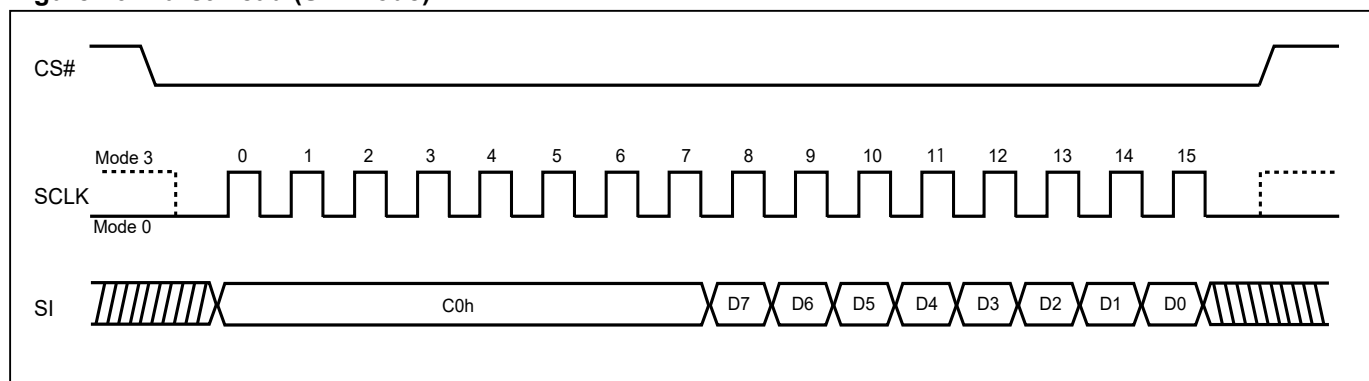 CS#
Mode 3 0 1 2 3 4 5 6 7 8 9 10 11 12 13 14 15
SCLK
Mode 0
SI C0h D7 D6 D5 D4 D3 D2 D1 D0